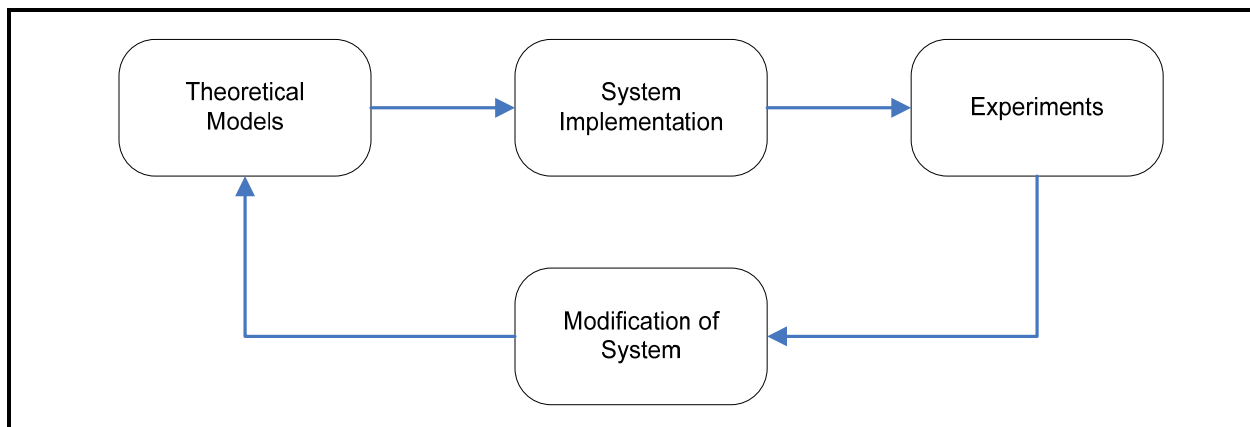 Theoretical
Models
System
Implementation
Experiments
Modification of
System